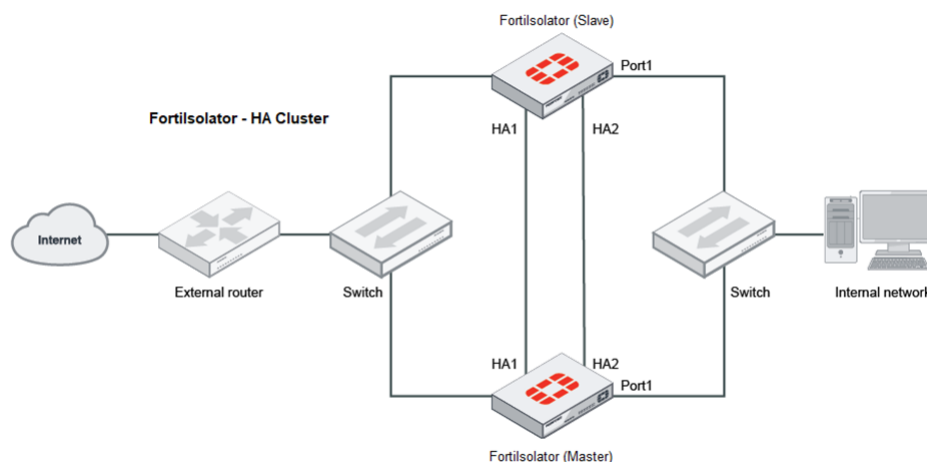 FortiIsolator (Slave)
Port1
FortiIsolator - HA Cluster
HA1
HA2
Internet
External router
Switch
Switch
Internal network
HA1
HA2
Port1
FortiIsolator (Master)